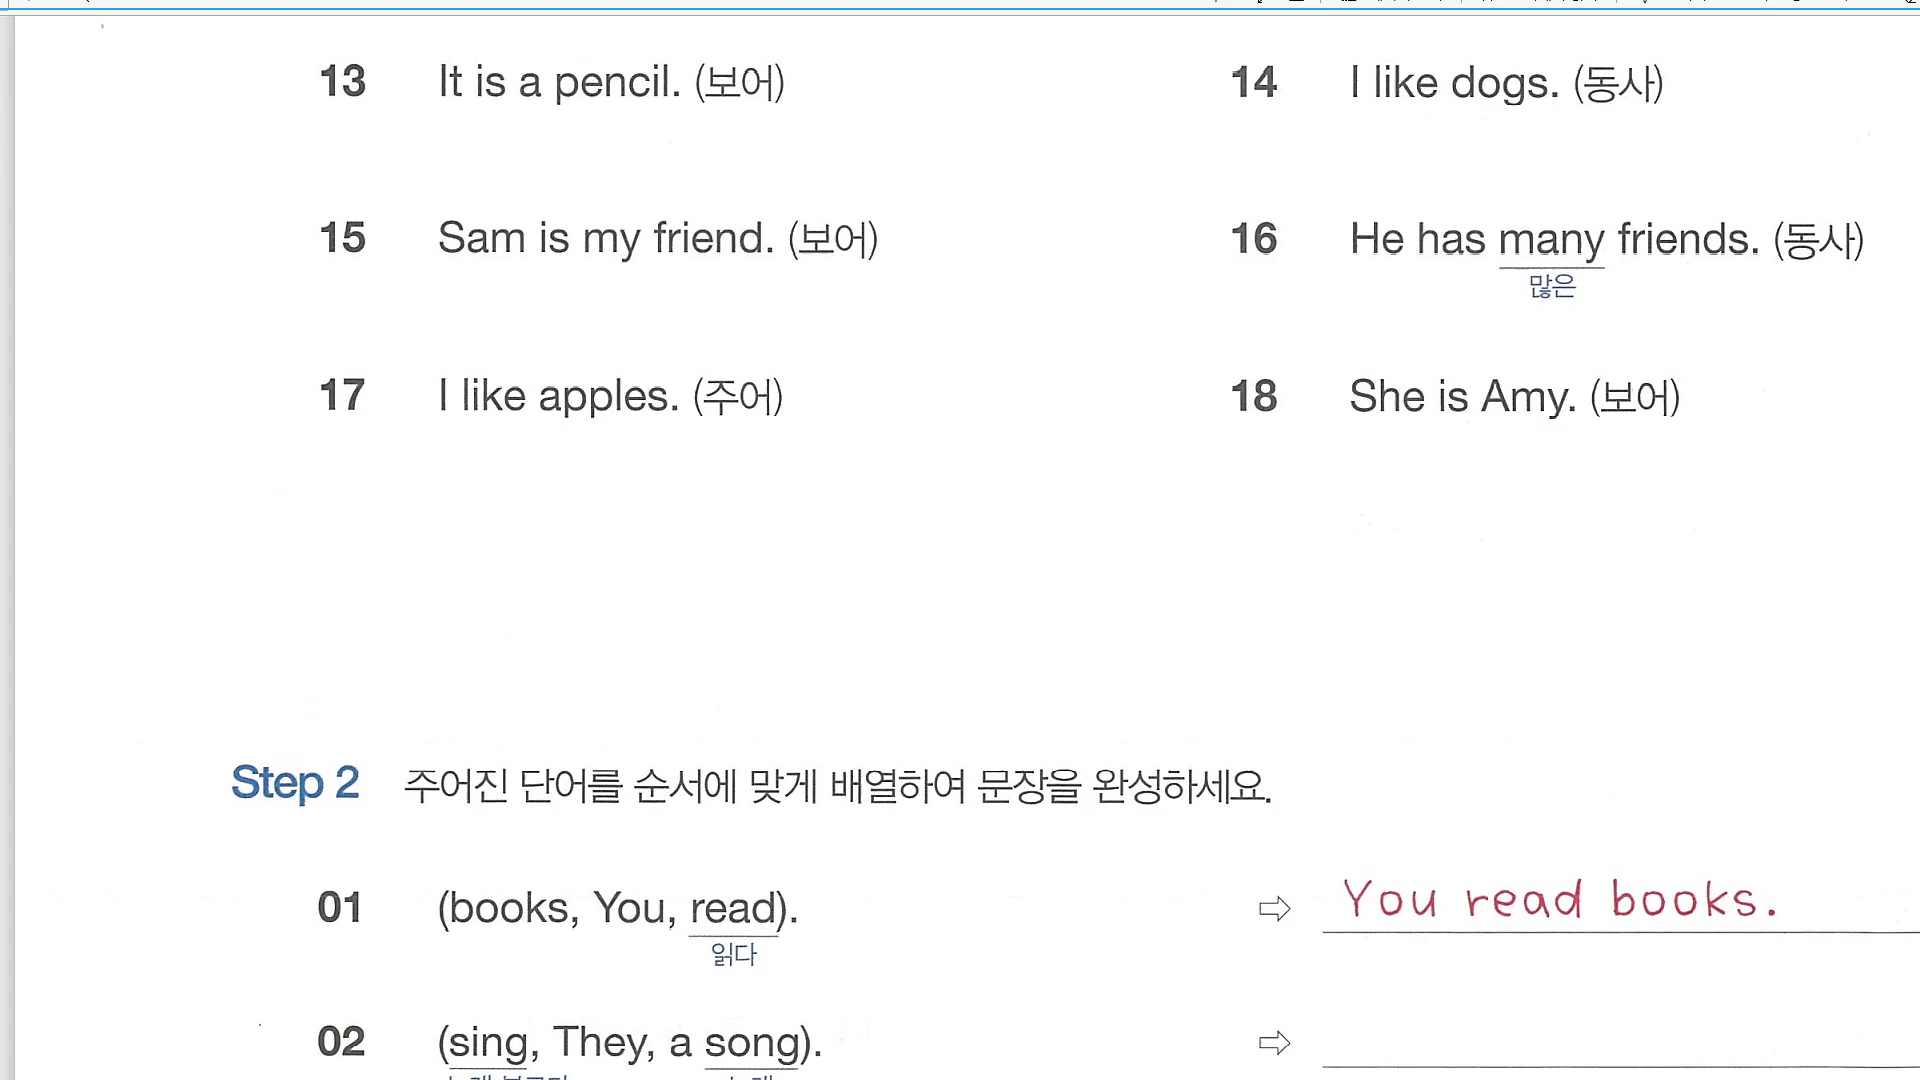 13 It is a pencil. (보어)
14 I like dogs. (동사)
15 Sam is my friend. (보어)
16 He has many friends. (동사)
많은
17 I like apples. (주어)
18 She is Amy. (보어)
Step 2 주어진 단어를 순서에 맞게 배열하여 문장을 완성하세요.
01 (books, You, read). ⇨ You read books.
읽다
02 (sing, They, a song). ⇨